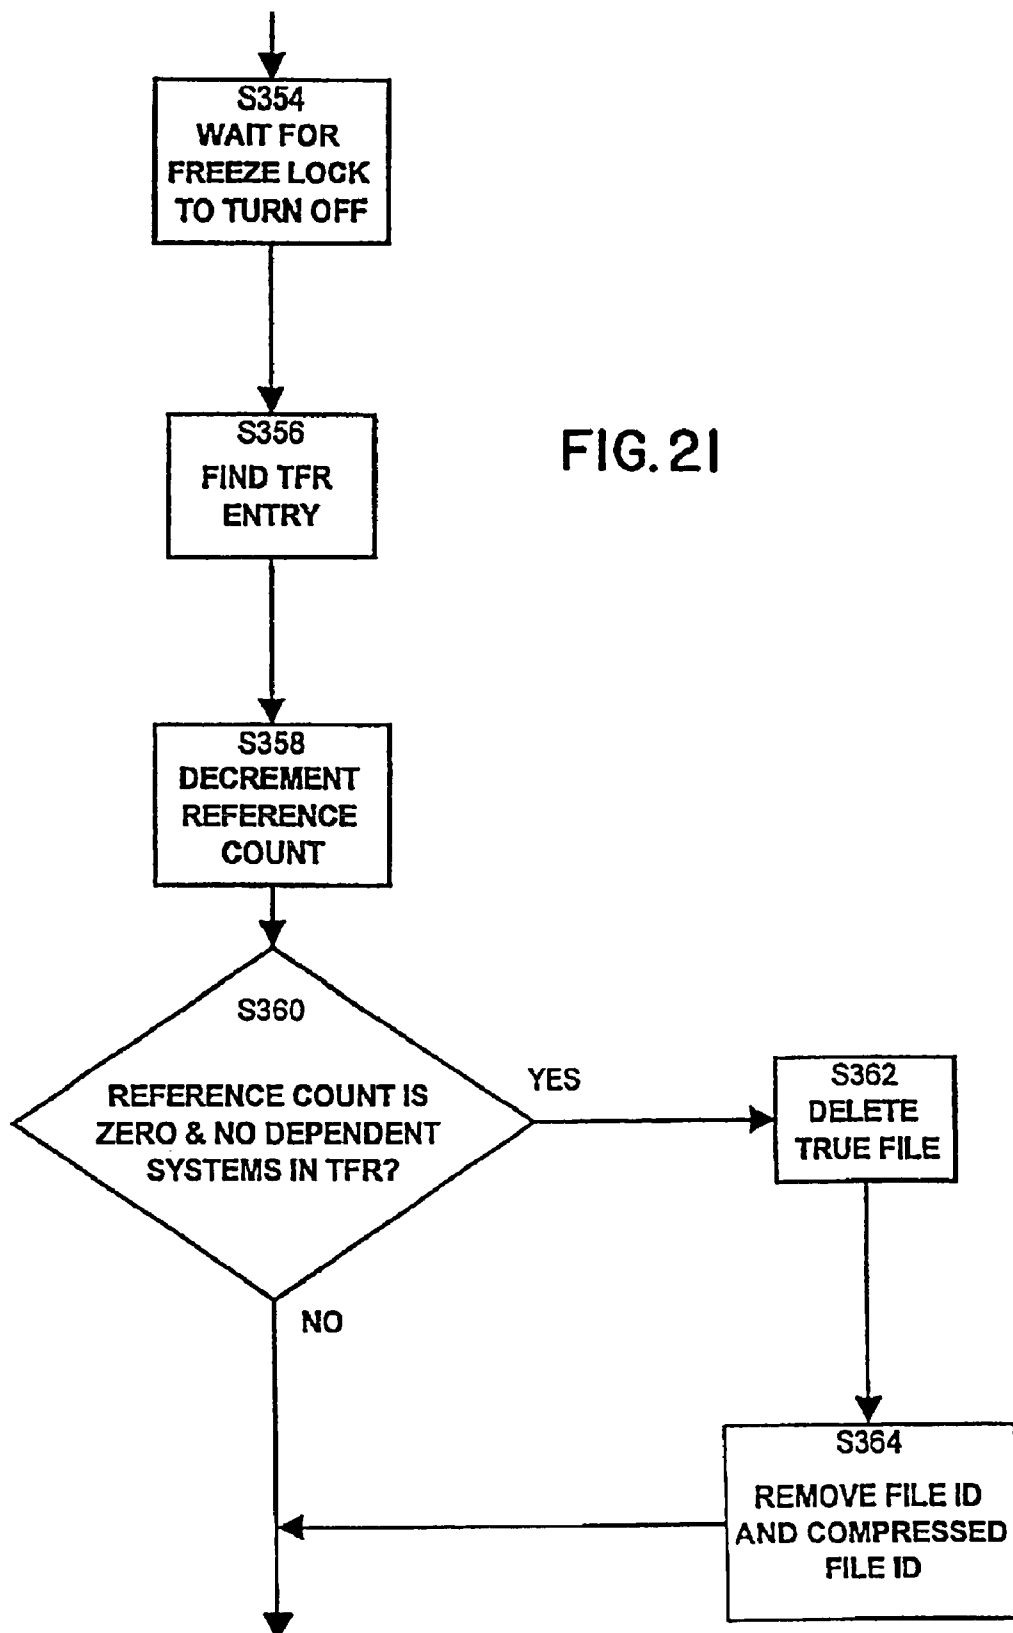 S354
WAIT FOR
FREEZE LOCK
TO TURN OFF
S356
FIND TFR
ENTRY
FIG. 21
S358
DECREMENT
REFERENCE
COUNT
S360
REFERENCE COUNT IS
ZERO & NO DEPENDENT
SYSTEMS IN TFR?
YES
NO
S362
DELETE
TRUE FILE
S364
REMOVE FILE ID
AND COMPRESSED
FILE ID